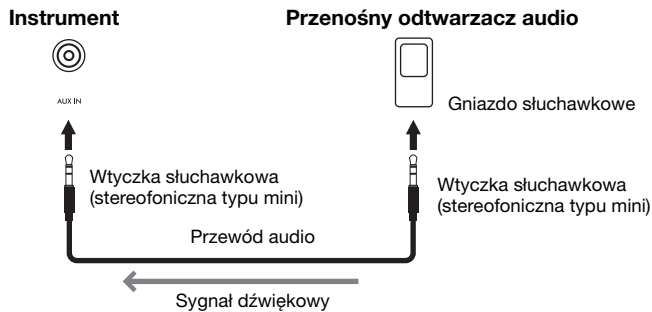 Instrument
Przenośny odtwarzacz audio
AUX IN
Gniazdo słuchawkowe
Wtyczka słuchawkowa
(stereofoniczna typu mini)
Wtyczka słuchawkowa
(stereofoniczna typu mini)
Przewód audio
Sygnał dźwiękowy